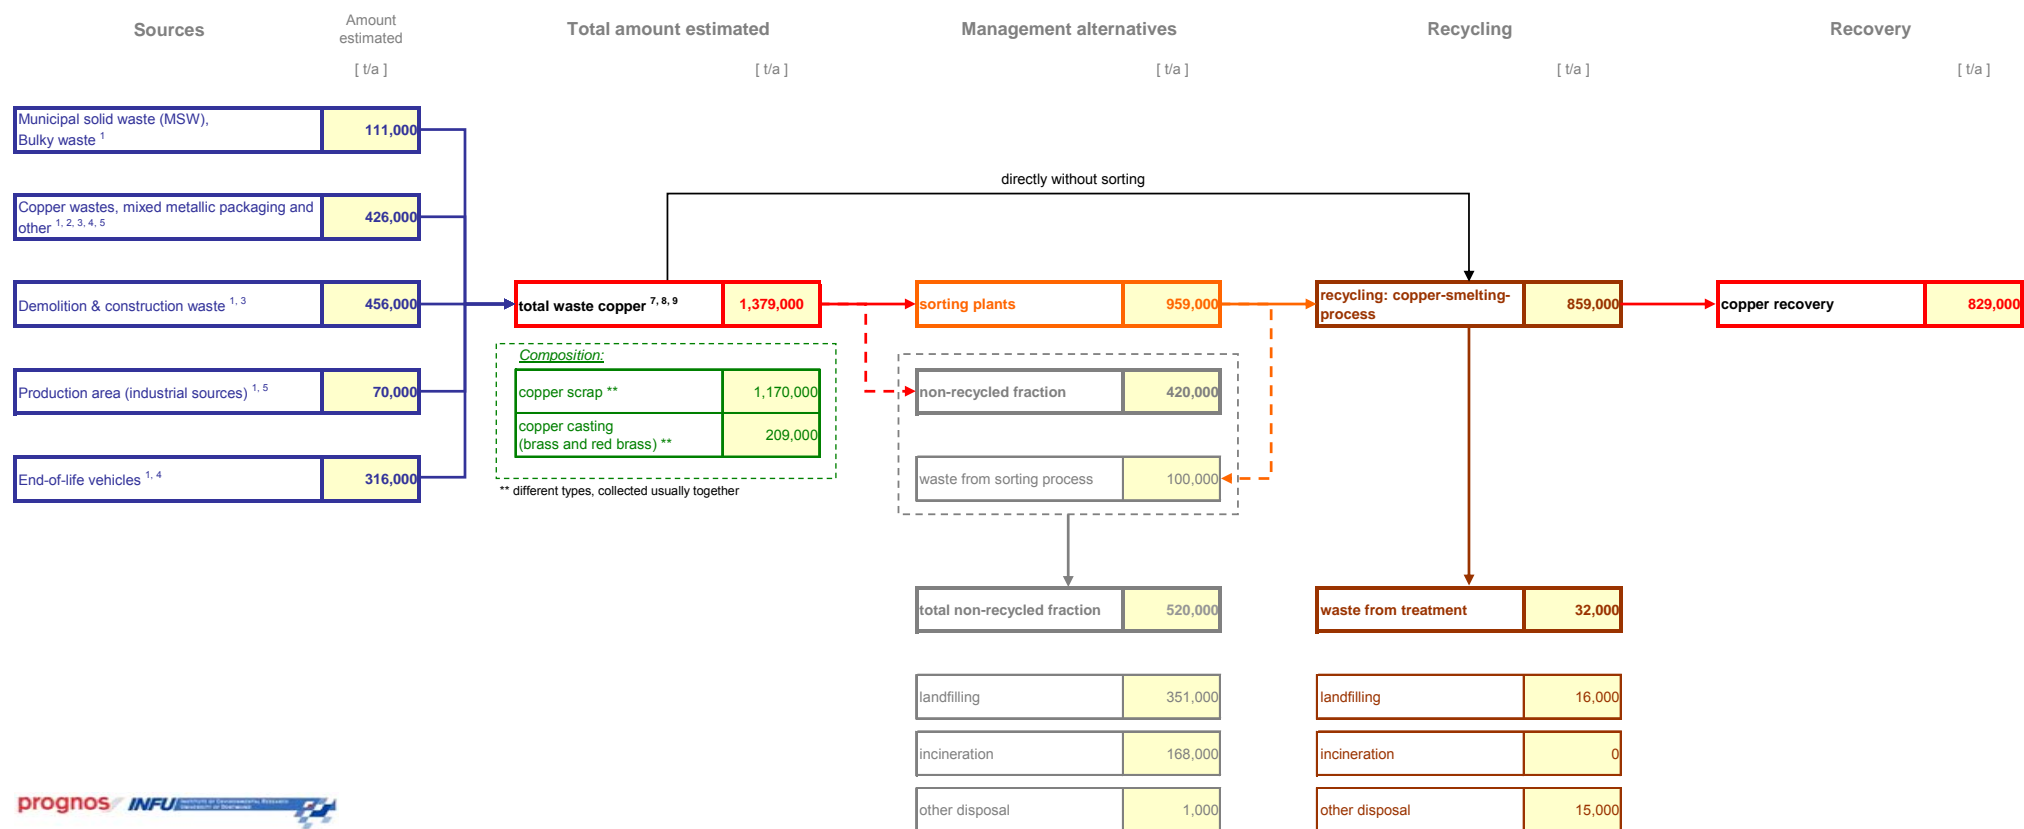 Sources
Amount
estimated
Total amount estimated
Management alternatives
Recycling
Recovery
[ t/a ]
[ t/a ]
[ t/a ]
[ t/a ]
[ t/a ]
Municipal solid waste (MSW),
Bulky waste 1
111,000
directly without sorting
Copper wastes, mixed metallic packaging and
other 1, 2, 3, 4, 5
426,000
Demolition & construction waste 1, 3
456,000
total waste copper 7, 8, 9
1,379,000
sorting plants
959,000
recycling: copper-smelting-
process
859,000
copper recovery
829,000
Composition:
Production area (industrial sources) 1, 5
70,000
copper scrap **
1,170,000
non-recycled fraction
420,000
copper casting
(brass and red brass) **
209,000
End-of-life vehicles 1, 4
316,000
waste from sorting process
100,000
** different types, collected usually together
total non-recycled fraction
520,000
waste from treatment
32,000
landfilling
351,000
landfilling
16,000
incineration
168,000
incineration
0
other disposal
1,000
other disposal
15,000
prognos
INFU
INSTITUTE OF ENVIRONMENTAL RESEARCH
UNIVERSITY OF DORTMUND